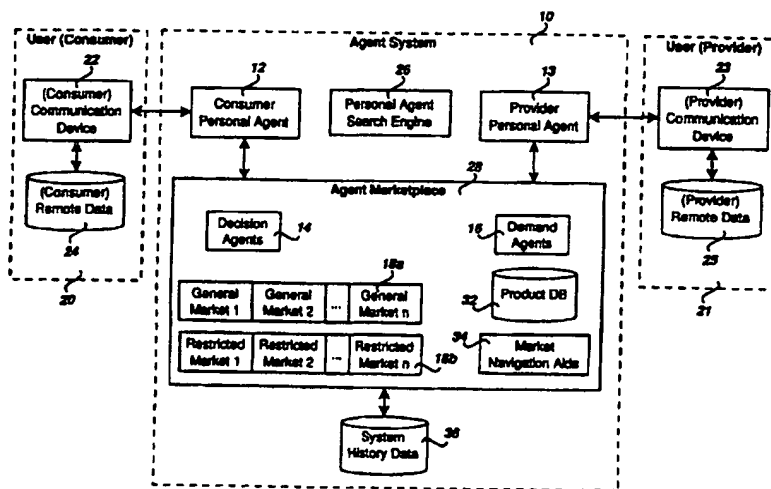 10
User (Consumer)
22
(Consumer)
Communication
Device
(Consumer)
Remote Data
24
20
Agent System
12
Consumer
Personal Agent
26
Personal Agent
Search Engine
13
Provider
Personal Agent
User (Provider)
23
(Provider)
Communication
Device
(Provider)
Remote Data
25
21
Agent Marketplace
28
Decision
Agents
14
16
Demand
Agents
18a
General
Market 1
General
Market 2
...
General
Market n
32
Product DB
Restricted
Market 1
Restricted
Market 2
...
Restricted
Market n
18b
34
Market
Navigation Aids
System
History Data
36